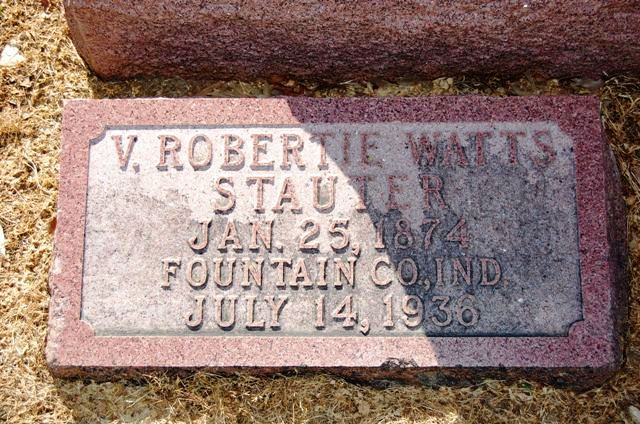 V. ROBERTIE WATTS
STAUTER
JAN. 25, 1874
FOUNTAIN CO., IND.
JULY 14, 1936